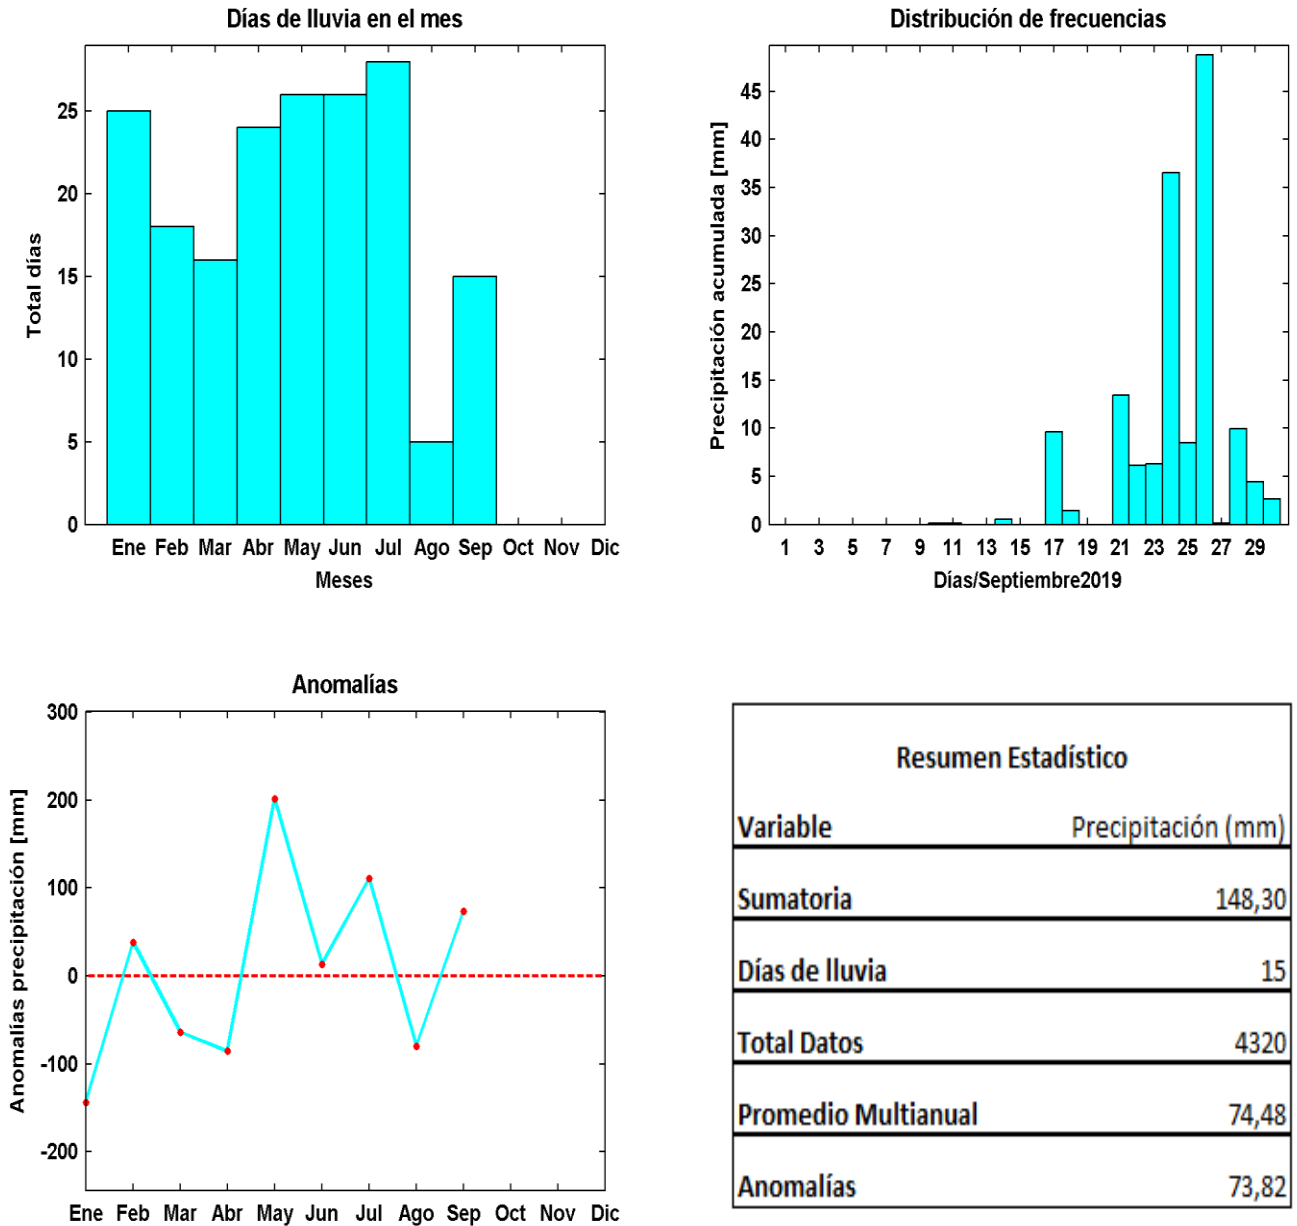 Días de lluvia en el mes
Total días
25
20
15
10
5
0
Ene Feb Mar Abr May Jun Jul Ago Sep Oct Nov Dic
Meses
Distribución de frecuencias
Precipitación acumulada [mm]
45
40
35
30
25
20
15
10
5
0
1 3 5 7 9 11 13 15 17 19 21 23 25 27 29
Días/Septiembre2019
Anomalías
Anomalías precipitación [mm]
300
200
100
0
-100
-200
Ene Feb Mar Abr May Jun Jul Ago Sep Oct Nov Dic
Resumen Estadístico
Variable Precipitación (mm)
Sumatoria 148,30
Días de lluvia 15
Total Datos 4320
Promedio Multianual 74,48
Anomalías 73,82